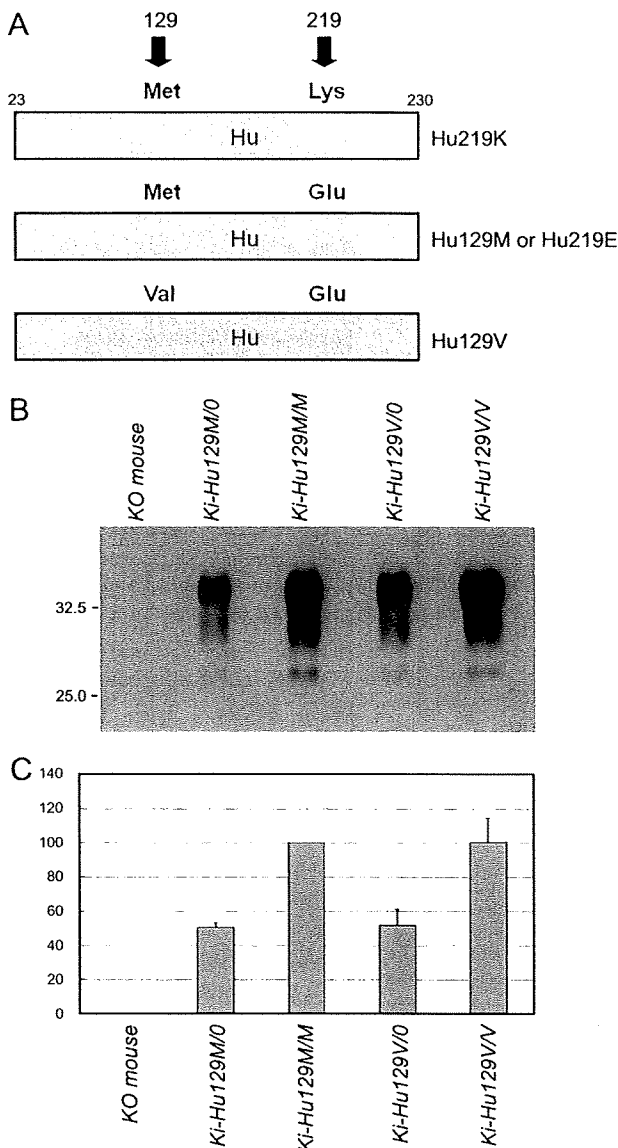 A
129 219
Met Lys
23 230
Hu
Hu219K
Met Glu
Hu
Hu129M or Hu219E
Val Glu
Hu
Hu129V
B
KO mouse
Ki-Hu129M/0
Ki-Hu129M/M
Ki-Hu129V/0
Ki-Hu129V/V
32.5 -
25.0 -
C
140
120
100
80
60
40
20
0
KO mouse
Ki-Hu129M/0
Ki-Hu129M/M
Ki-Hu129V/0
Ki-Hu129V/V